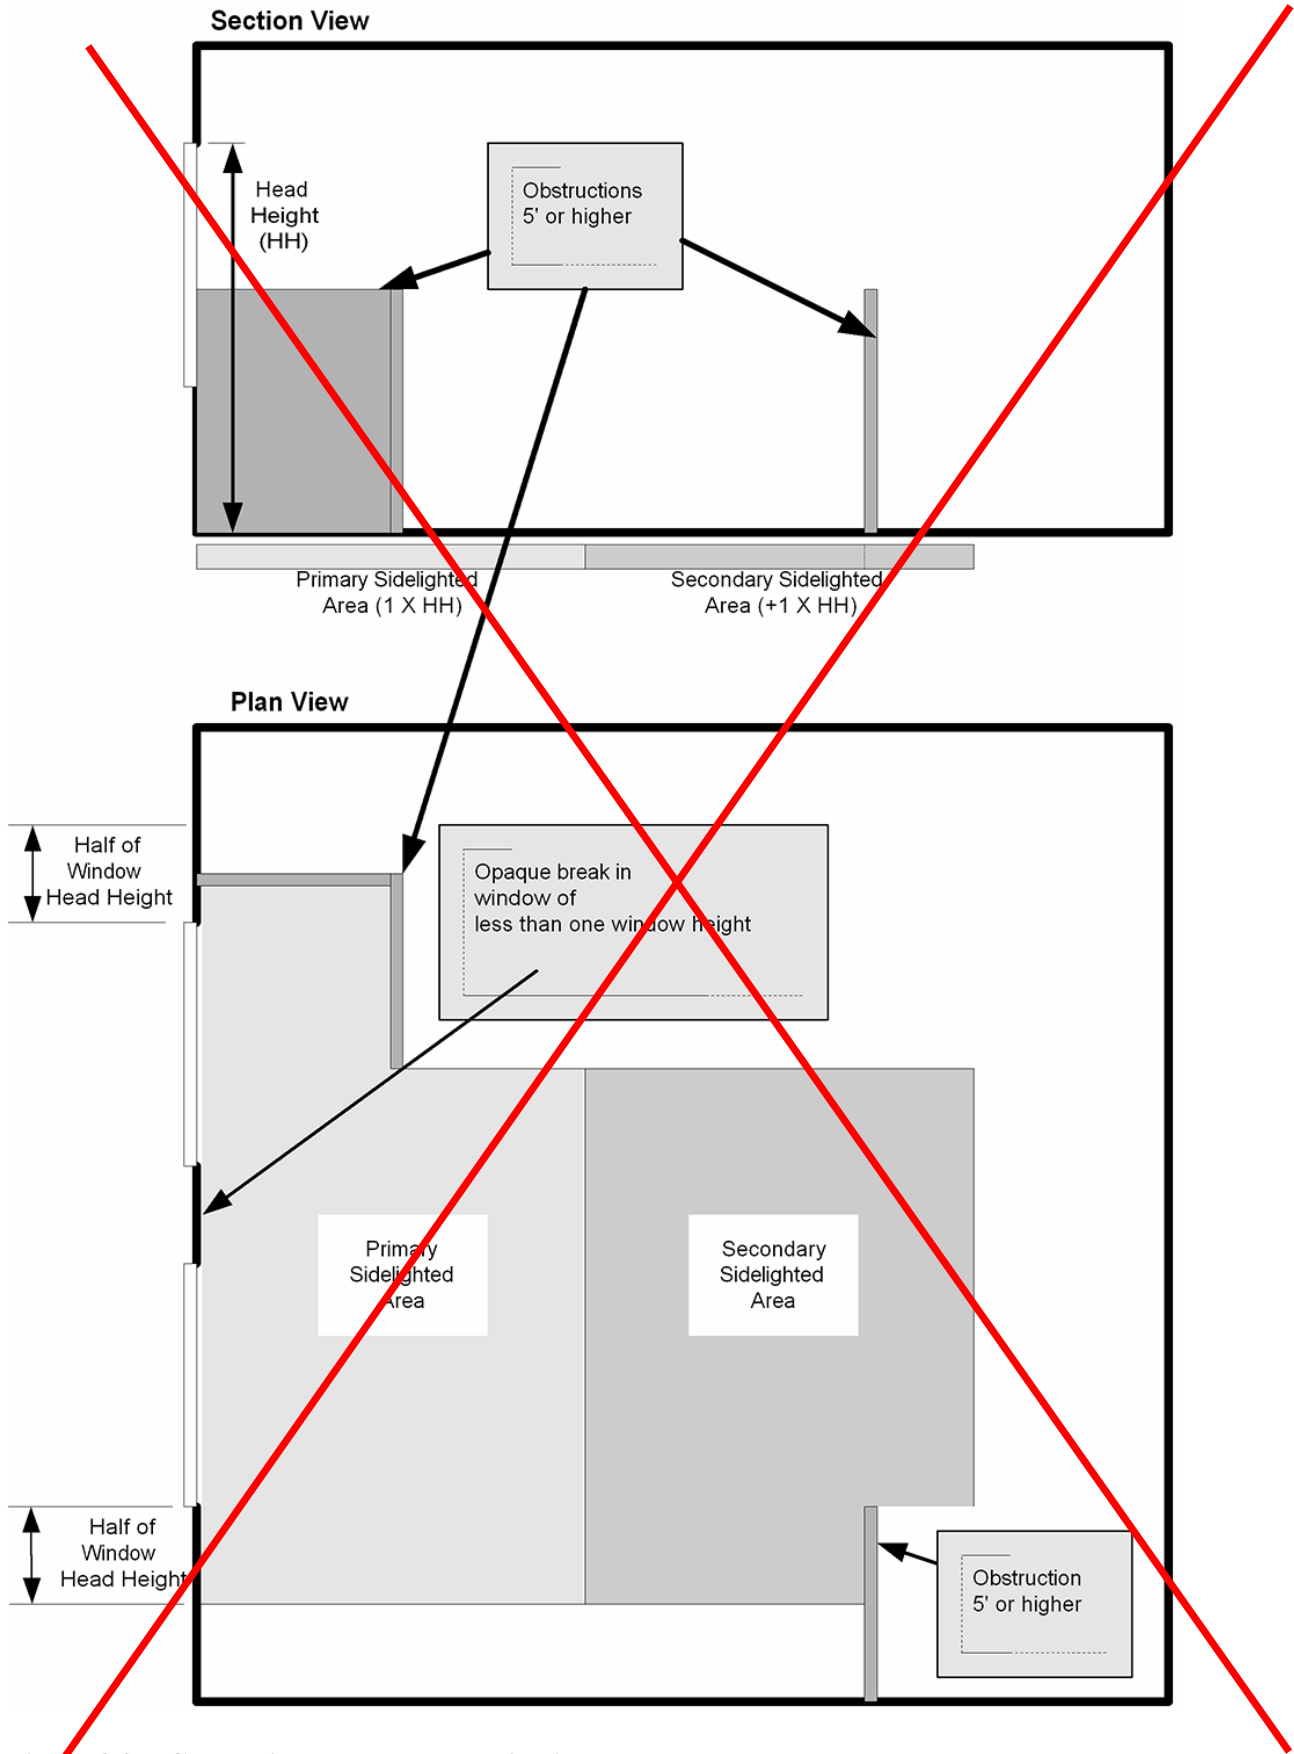 Section View
Head
Height
(HH)
Obstructions
5' or higher
Primary Sidelighted
Area (1 X HH)
Secondary Sidelighted
Area (+1 X HH)
Plan View
Half of
Window
Head Height
Opaque break in
window of
less than one window height
Primary
Sidelighted
Area
Secondary
Sidelighted
Area
Half of
Window
Head Height
Obstruction
5' or higher